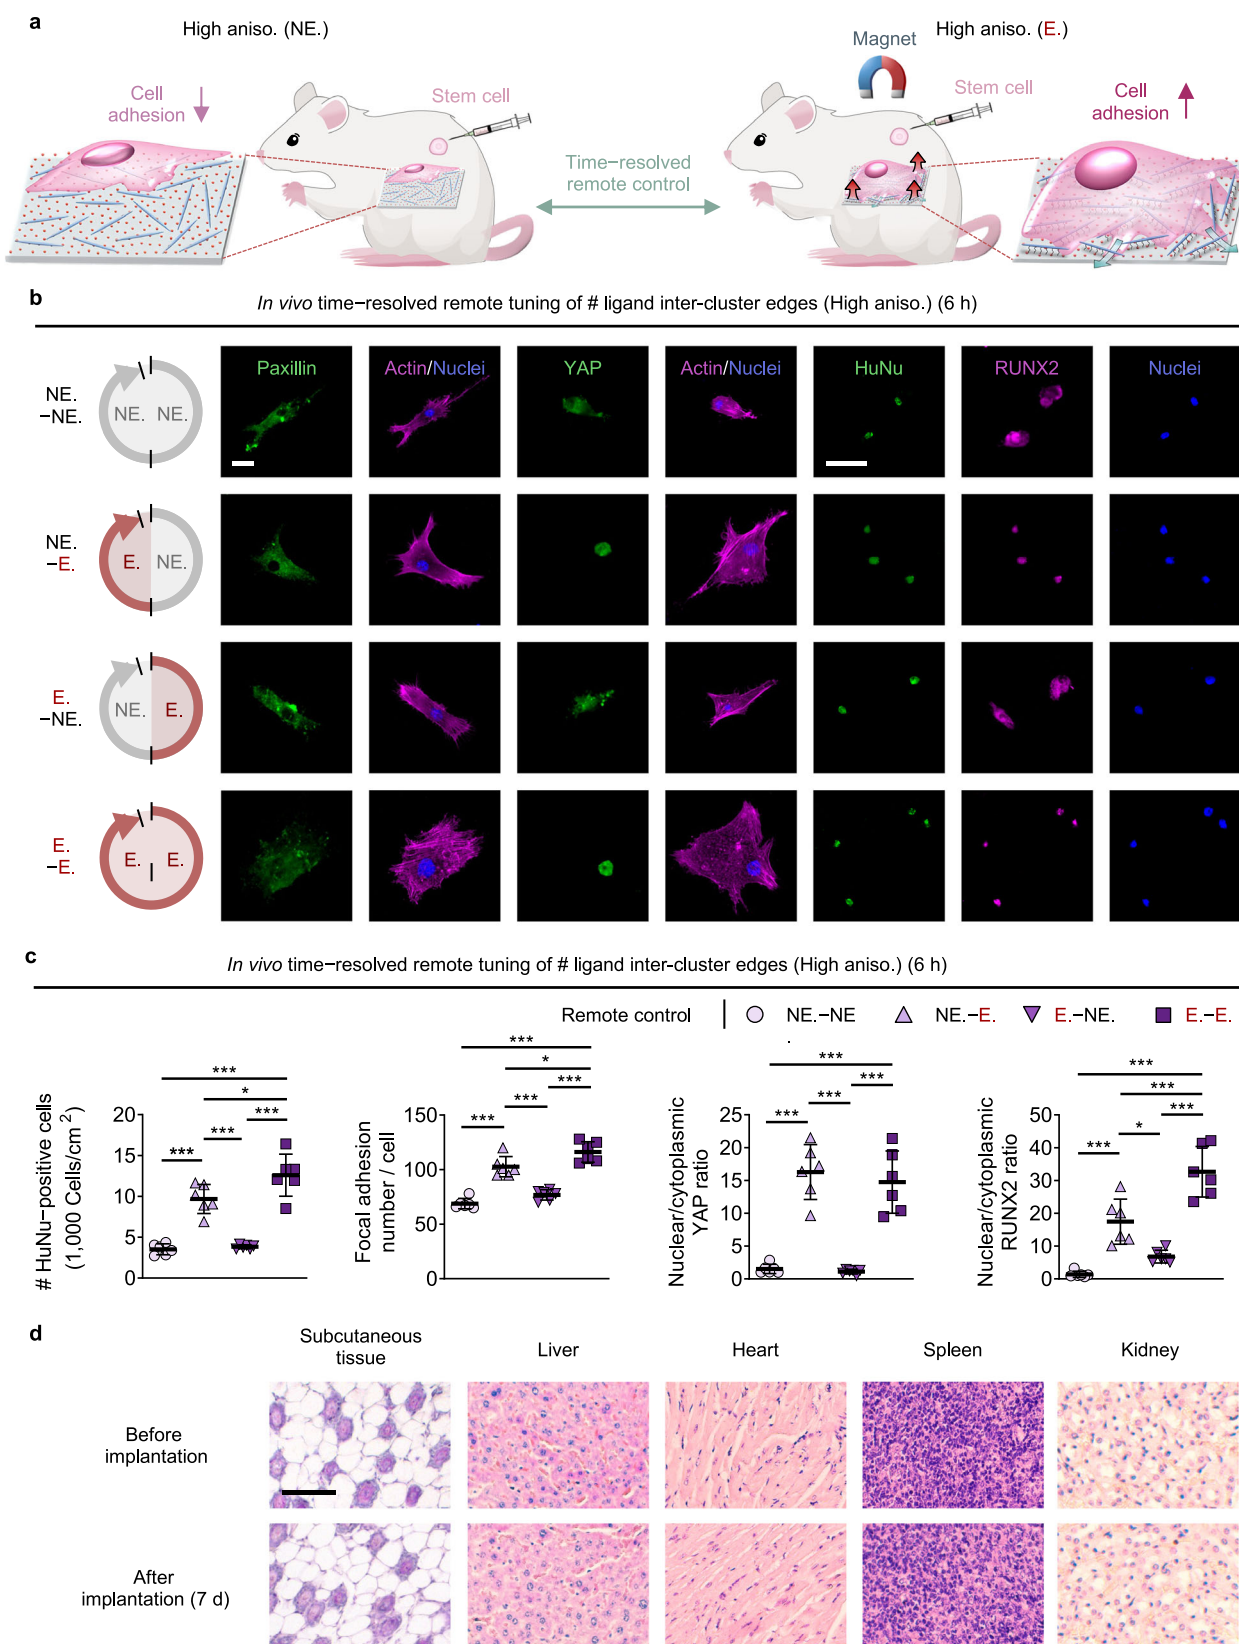 a
High aniso. (NE.)
High aniso. (E.)
Magnet
Cell
adhesion
Stem cell
Stem cell
Cell
adhesion
Time−resolved
remote control
b
In vivo time−resolved remote tuning of # ligand inter-cluster edges (High aniso.) (6 h)
Paxillin
Actin/Nuclei
YAP
Actin/Nuclei
HuNu
RUNX2
Nuclei
NE.
−NE.
NE. NE.
NE.
−E.
E. NE.
E.
−NE.
NE. E.
E.
−E.
E. E.
c
In vivo time−resolved remote tuning of # ligand inter-cluster edges (High aniso.) (6 h)
Remote control
NE.−NE
.
NE.−E.
E.−NE.
E.−E.
# HuNu−positive cells
(1,000 Cells/cm 2)
20
15
10
5
0
***
*
***
***
***
Focal adhesion
number / cell
150
100
50
0
***
*
***
***
***
Nuclear/cytoplasmic
YAP ratio
25
20
15
10
5
0
***
***
***
***
Nuclear/cytoplasmic
RUNX2 ratio
50
40
30
20
10
0
***
***
***
***
*
d
Subcutaneous
tissue
Liver
Heart
Spleen
Kidney
Before
implantation
After
implantation (7 d)